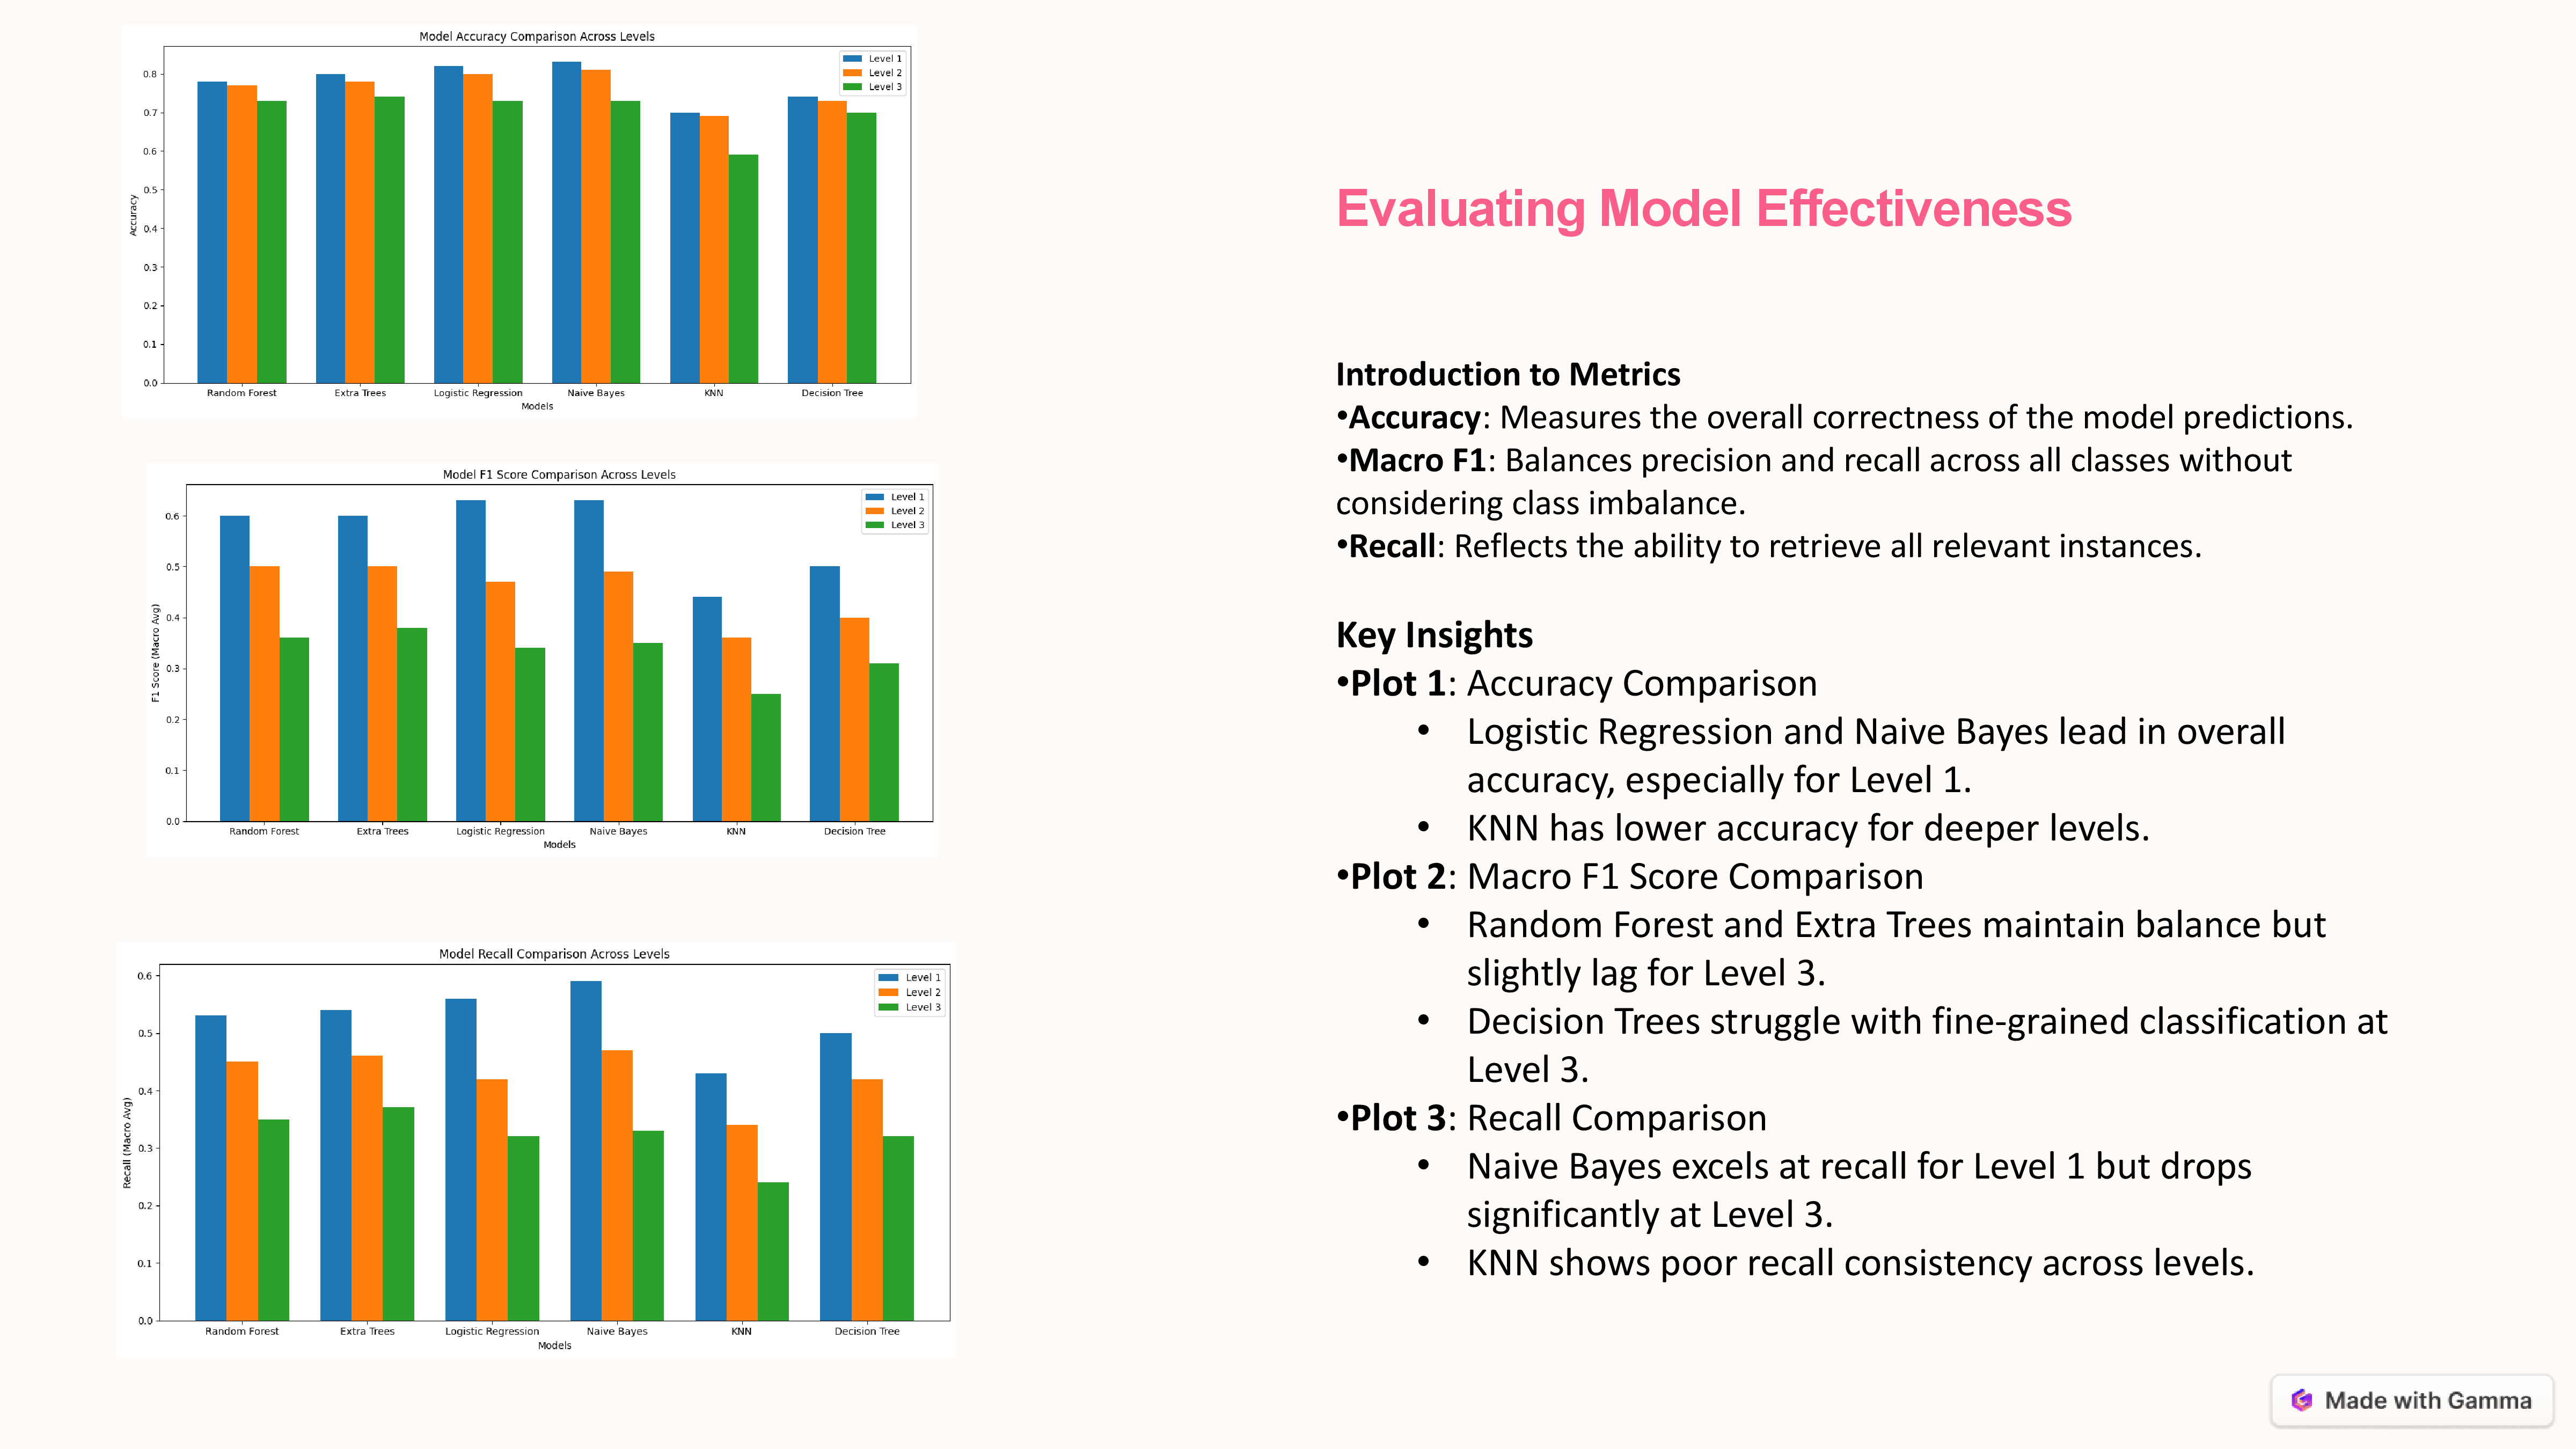 Model Accuracy Comparison Across Levels
Level 1
Level 2
Level 3
0.8
0.7
0.6
0.5
0.4
0.3
0.2
0.1
0.0
Accuracy
Random Forest Extra Trees Logistic Regression Naive Bayes KNN Decision Tree
Models
Model F1 Score Comparison Across Levels
Level 1
Level 2
Level 3
0.6
0.5
0.4
0.3
0.2
0.1
0.0
F1 Score (Macro Avg)
Random Forest Extra Trees Logistic Regression Naive Bayes KNN Decision Tree
Models
Model Recall Comparison Across Levels
Level 1
Level 2
Level 3
0.6
0.5
0.4
0.3
0.2
0.1
0.0
Recall (Macro Avg)
Random Forest Extra Trees Logistic Regression Naive Bayes KNN Decision Tree
Models
Evaluating Model Effectiveness
Introduction to Metrics
•Accuracy: Measures the overall correctness of the model predictions.
•Macro F1: Balances precision and recall across all classes without
considering class imbalance.
•Recall: Reflects the ability to retrieve all relevant instances.
Key Insights
•Plot 1: Accuracy Comparison
• Logistic Regression and Naive Bayes lead in overall
accuracy, especially for Level 1.
• KNN has lower accuracy for deeper levels.
•Plot 2: Macro F1 Score Comparison
• Random Forest and Extra Trees maintain balance but
slightly lag for Level 3.
• Decision Trees struggle with fine-grained classification at
Level 3.
•Plot 3: Recall Comparison
• Naive Bayes excels at recall for Level 1 but drops
significantly at Level 3.
• KNN shows poor recall consistency across levels.
Made with Gamma